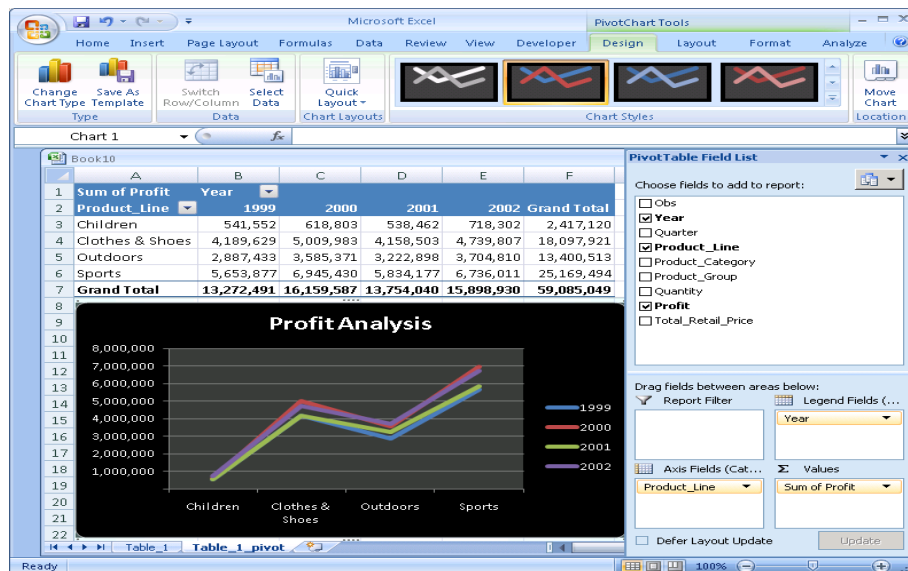 Microsoft Excel
PivotChart Tools
Home Insert Page Layout Formulas Data Review View Developer Design Layout Format Analyze
Change Chart Type
Save As Template
Switch Row/Column
Select Data
Quick Layout
Move Chart
Type Data Chart Layouts Chart Styles Location
Chart 1 fx
Book10
A B C D E F
1 Sum of Profit Year
2 Product_Line 1999 2000 2001 2002 Grand Total
3 Children 541,552 618,803 538,462 718,302 2,417,120
4 Clothes & Shoes 4,189,629 5,009,983 4,158,503 4,739,807 18,097,921
5 Outdoors 2,887,433 3,585,371 3,222,898 3,704,810 13,400,513
6 Sports 5,653,877 6,945,430 5,834,177 6,736,011 25,169,494
7 Grand Total 13,272,491 16,159,587 13,754,040 15,898,930 59,085,049
8
9
10
11
12
13
14
15
16
17
18
19
20
21
22
Profit Analysis
8,000,000
7,000,000
6,000,000
5,000,000
4,000,000
3,000,000
2,000,000
1,000,000
Children Clothes & Shoes Outdoors Sports
1999
2000
2001
2002
Table_1 Table_1_pivot
PivotTable Field List
Choose fields to add to report:
Obs
Year
Quarter
Product_Line
Product_Category
Product_Group
Quantity
Profit
Total_Retail_Price
Drag fields between areas below:
Report Filter
Legend Fields (...
Year
Axis Fields (Cat...
Σ Values
Product_Line
Sum of Profit
Defer Layout Update
Update
Ready
100%